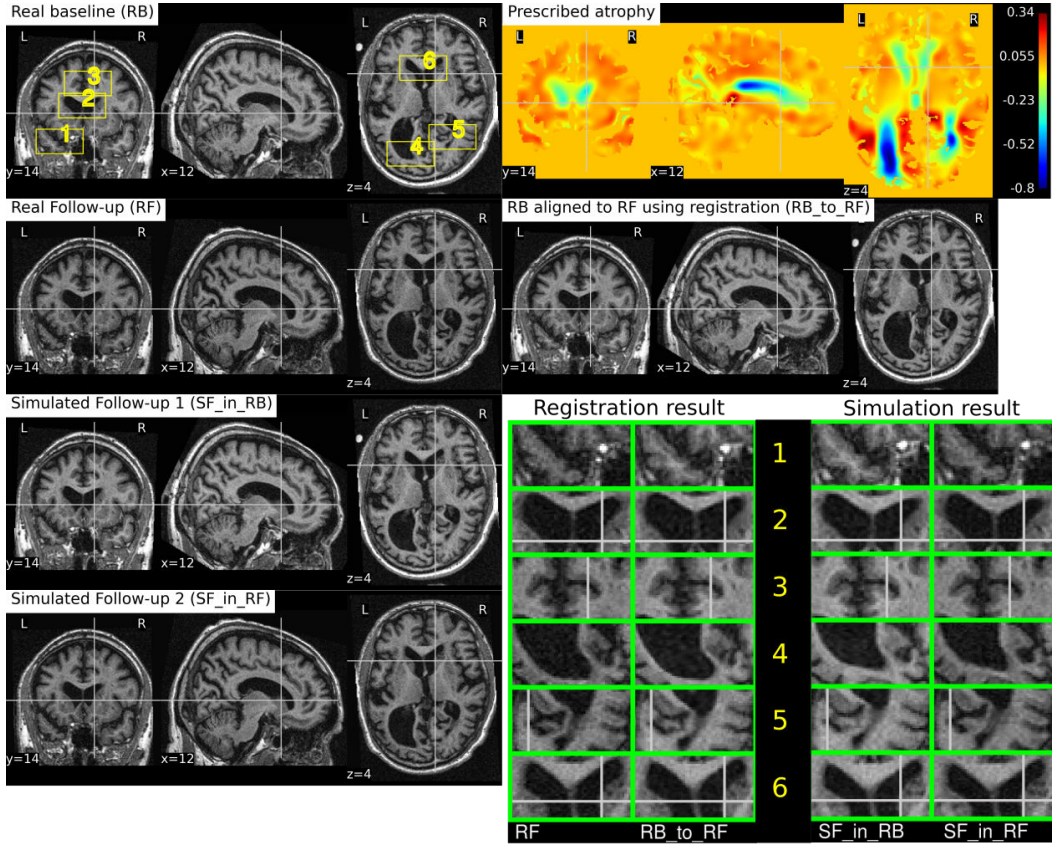 Real baseline (RB)
L R
3
2
1
y=14
x=12
6
5
4
z=4
Prescribed atrophy
L R
y=14
x=12
L R
z=4
0.34
0.055
-0.23
-0.52
-0.8
Real Follow-up (RF)
L R
y=14
x=12
L R
z=4
RB aligned to RF using registration (RB_to_RF)
L R
y=14
x=12
L R
z=4
Simulated Follow-up 1 (SF_in_RB)
L R
y=14
x=12
L R
z=4
Simulated Follow-up 2 (SF_in_RF)
L R
y=14
x=12
L R
z=4
Registration result
Simulation result
1
2
3
4
5
6
RF
RB_to_RF
SF_in_RB
SF_in_RF